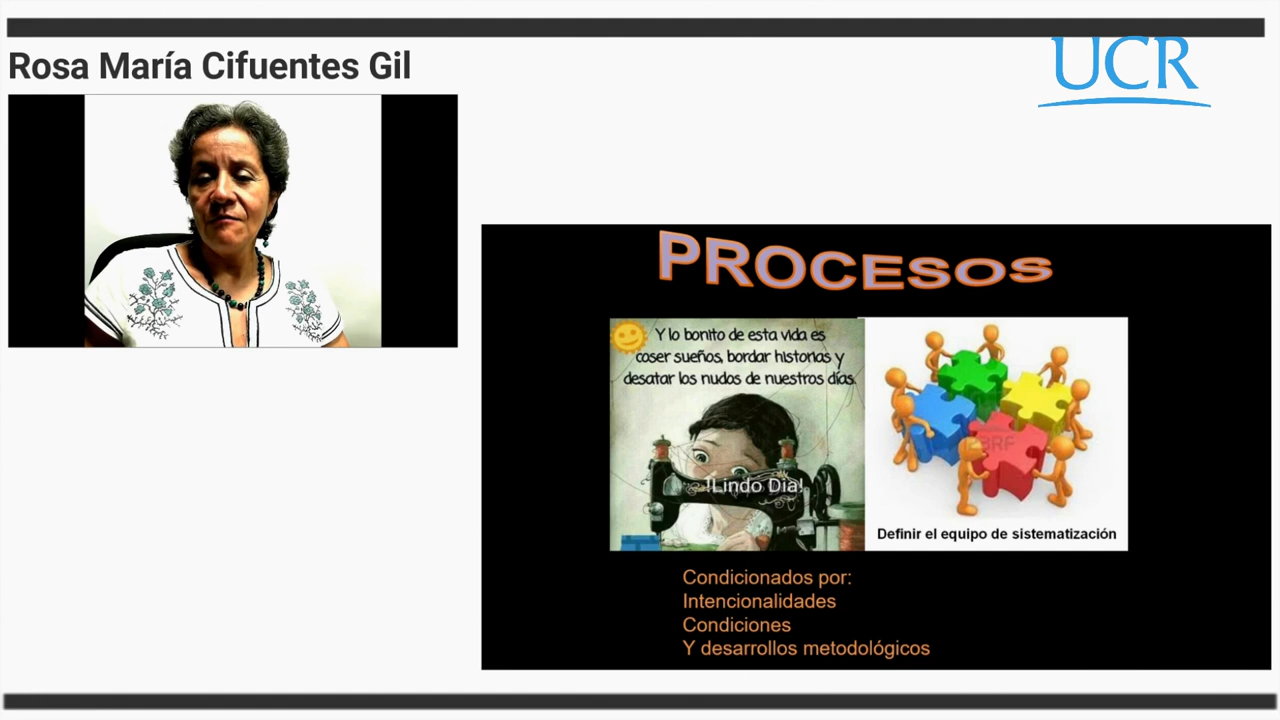 Rosa María Cifuentes Gil
UCR
PROCESOS
Y lo bonito de esta vida es
coser sueños, bordar historias y
desatar los nudos de nuestros días.
!Lindo Dia!
Definir el equipo de sistematización
Condicionados por:
Intencionalidades
Condiciones
Y desarrollos metodológicos